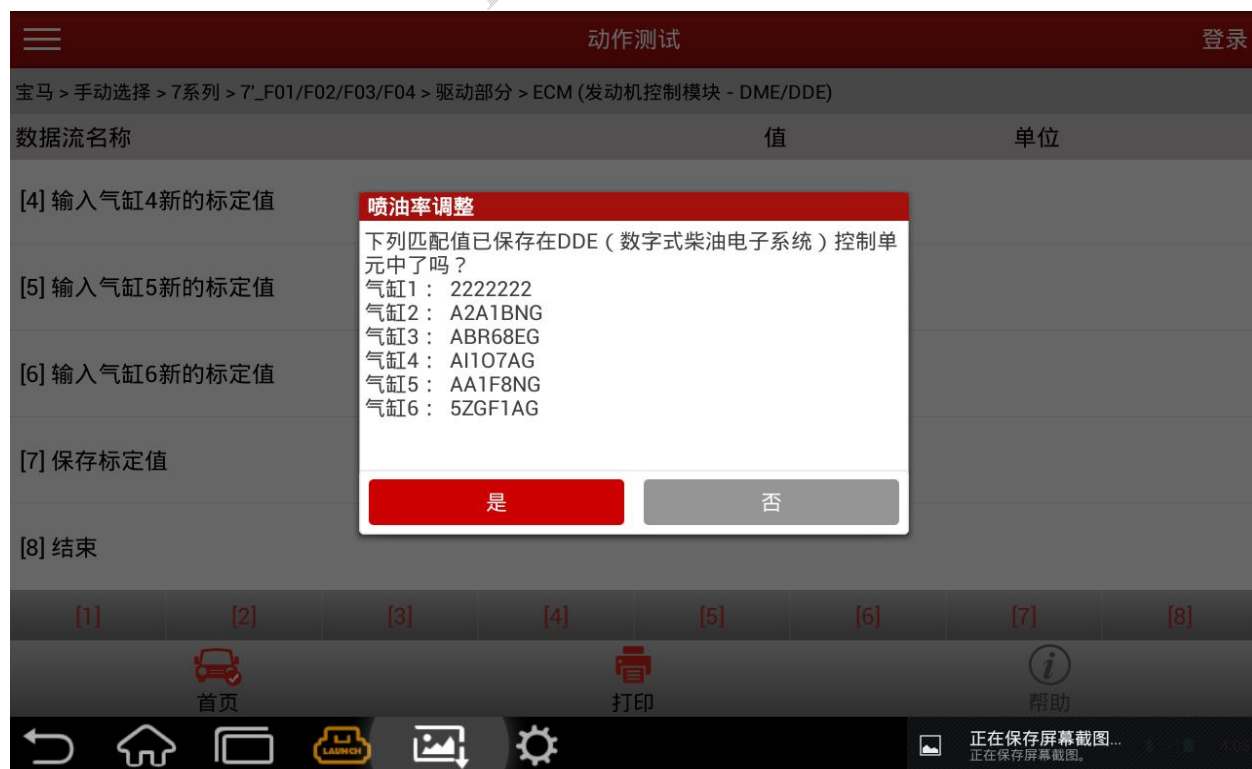 动作测试
登录
宝马 > 手动选择 > 7系列 > 7'_F01/F02/F03/F04 > 驱动部分 > ECM (发动机控制模块 - DME/DDE)
数据流名称 值 单位
[4] 输入气缸4新的标定值
[5] 输入气缸5新的标定值
[6] 输入气缸6新的标定值
[7] 保存标定值
[8] 结束
喷油率调整
下列匹配值已保存在DDE（数字式柴油电子系统）控制单
元中了吗？
气缸1： 2222222
气缸2： A2A1BNG
气缸3： ABR68EG
气缸4： AI1O7AG
气缸5： AA1F8NG
气缸6： 5ZGF1AG
是 否
[1] [2] [3] [4] [5] [6] [7] [8]
首页 打印 帮助
LAUNCH
正在保存屏幕截图...
正在保存屏幕截图。